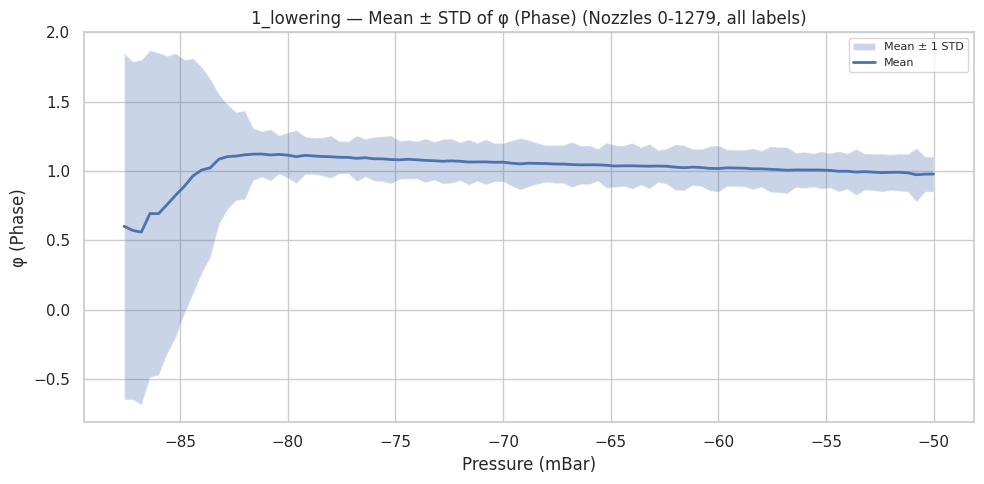 1_lowering — Mean ± STD of φ (Phase) (Nozzles 0-1279, all labels)
Mean ± 1 STD
Mean
φ (Phase)
2.0
1.5
1.0
0.5
0.0
−0.5
−85
−80
−75
−70
−65
−60
−55
−50
Pressure (mBar)